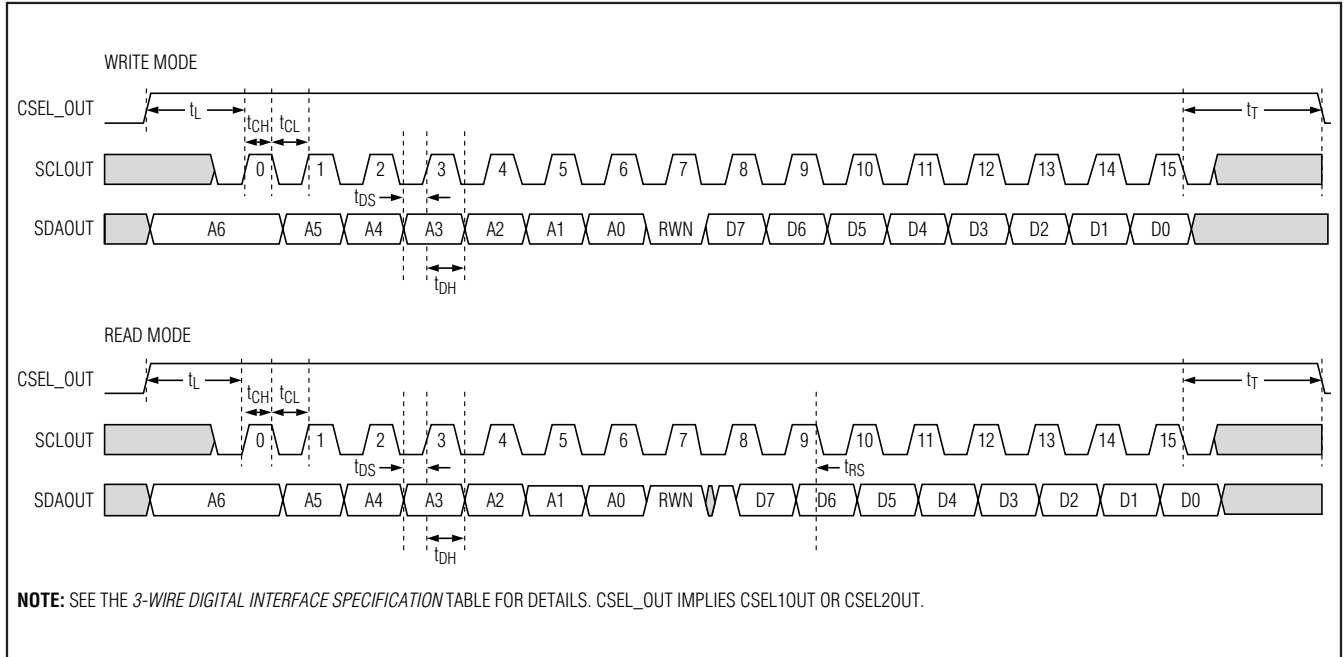 WRITE MODE
CSEL_OUT tL tT
tCH tCL
SCLOUT 0 1 2 3 4 5 6 7 8 9 10 11 12 13 14 15
tDS
SDAOUT A6 A5 A4 A3 A2 A1 A0 RWN D7 D6 D5 D4 D3 D2 D1 D0
tDH
READ MODE
CSEL_OUT tL tT
tCH tCL
SCLOUT 0 1 2 3 4 5 6 7 8 9 10 11 12 13 14 15
tDS tRS
SDAOUT A6 A5 A4 A3 A2 A1 A0 RWN D7 D6 D5 D4 D3 D2 D1 D0
tDH
NOTE: SEE THE 3-WIRE DIGITAL INTERFACE SPECIFICATION TABLE FOR DETAILS. CSEL_OUT IMPLIES CSEL1OUT OR CSEL2OUT.